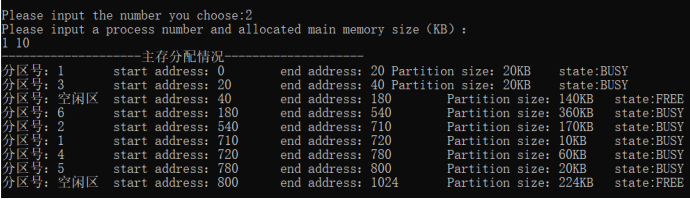 Please input the number you choose:2
Please input a process number and allocated main memory size（KB）:
1 10
--------------------主存分配情况--------------------
分区号: 1 start address: 0 end address: 20 Partition size: 20KB state:BUSY
分区号: 3 start address: 20 end address: 40 Partition size: 20KB state:BUSY
分区号: 空闲区 start address: 40 end address: 180 Partition size: 140KB state:FREE
分区号: 6 start address: 180 end address: 540 Partition size: 360KB state:BUSY
分区号: 2 start address: 540 end address: 710 Partition size: 170KB state:BUSY
分区号: 1 start address: 710 end address: 720 Partition size: 10KB state:BUSY
分区号: 4 start address: 720 end address: 780 Partition size: 60KB state:BUSY
分区号: 5 start address: 780 end address: 800 Partition size: 20KB state:BUSY
分区号: 空闲区 start address: 800 end address: 1024 Partition size: 224KB state:FREE